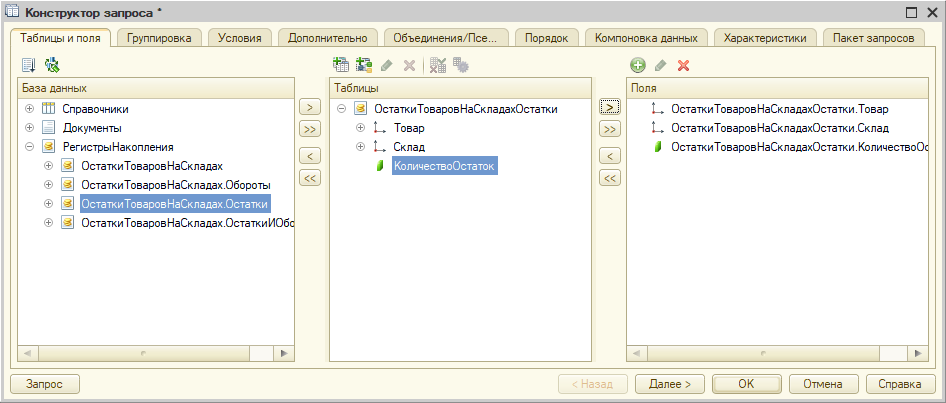 Конструктор запроса *
Таблицы и поля Группировка Условия Дополнительно Объединения/Псе... Порядок Компоновка данных Характеристики Пакет запросов
База данных
Справочники
Документы
РегистрыНакопления
ОстаткиТоваровНаСкладах
ОстаткиТоваровНаСкладах.Обороты
ОстаткиТоваровНаСкладах.Остатки
ОстаткиТоваровНаСкладах.ОстаткиИОбо
>
>>
<
<<
Таблицы
ОстаткиТоваровНаСкладахОстатки
Товар
Склад
КоличествоОстаток
>
>>
<
<<
Поля
ОстаткиТоваровНаСкладахОстатки.Товар
ОстаткиТоваровНаСкладахОстатки.Склад
ОстаткиТоваровНаСкладахОстатки.КоличествоОс
Запрос < Назад Далее > ОК Отмена Справка